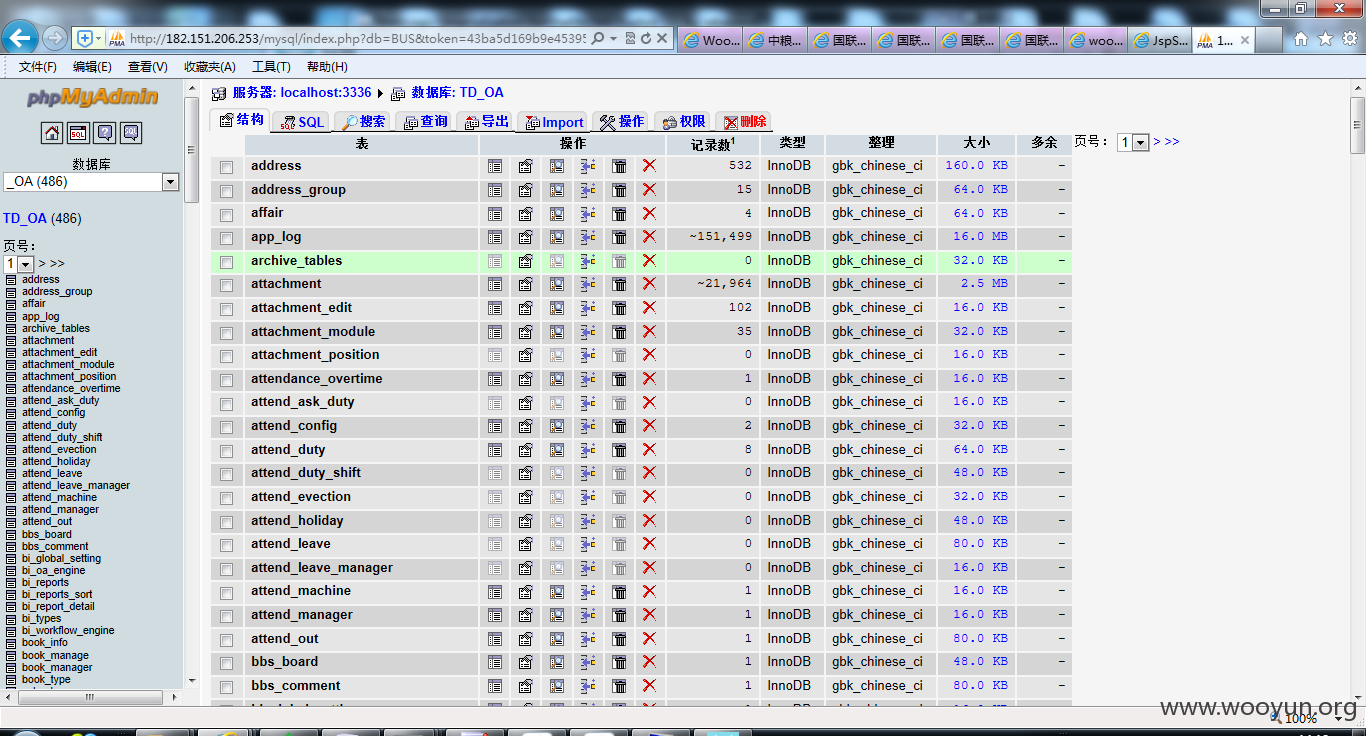 http://182.151.206.253/mysql/index.php?db=BUS&token=43ba5d169b9e45395
Woo... 中粮... 国联... 国联... 国联... 国联... woo... JspS... 1...
文件(F) 编辑(E) 查看(V) 收藏夹(A) 工具(T) 帮助(H)
phpMyAdmin
数据库
_OA (486)
TD_OA (486)
页号：
1 > >>
address
address_group
affair
app_log
archive_tables
attachment
attachment_edit
attachment_module
attachment_position
attendance_overtime
attend_ask_duty
attend_config
attend_duty
attend_duty_shift
attend_evection
attend_holiday
attend_leave
attend_leave_manager
attend_machine
attend_manager
attend_out
bbs_board
bbs_comment
bi_global_setting
bi_oa_engine
bi_reports
bi_reports_sort
bi_report_detail
bi_types
bi_workflow_engine
book_info
book_manage
book_manager
book_type
服务器: localhost:3336 数据库: TD_OA
结构 SQL 搜索 查询 导出 Import 操作 权限 删除
表 操作 记录数1 类型 整理 大小 多余 页号： 1 > >>
address 532 InnoDB gbk_chinese_ci 160.0 KB -
address_group 15 InnoDB gbk_chinese_ci 64.0 KB -
affair 4 InnoDB gbk_chinese_ci 64.0 KB -
app_log ~151,499 InnoDB gbk_chinese_ci 16.0 MB -
archive_tables 0 InnoDB gbk_chinese_ci 32.0 KB -
attachment ~21,964 InnoDB gbk_chinese_ci 2.5 MB -
attachment_edit 102 InnoDB gbk_chinese_ci 16.0 KB -
attachment_module 35 InnoDB gbk_chinese_ci 32.0 KB -
attachment_position 0 InnoDB gbk_chinese_ci 16.0 KB -
attendance_overtime 1 InnoDB gbk_chinese_ci 16.0 KB -
attend_ask_duty 0 InnoDB gbk_chinese_ci 16.0 KB -
attend_config 2 InnoDB gbk_chinese_ci 32.0 KB -
attend_duty 8 InnoDB gbk_chinese_ci 64.0 KB -
attend_duty_shift 0 InnoDB gbk_chinese_ci 48.0 KB -
attend_evection 0 InnoDB gbk_chinese_ci 32.0 KB -
attend_holiday 0 InnoDB gbk_chinese_ci 48.0 KB -
attend_leave 0 InnoDB gbk_chinese_ci 80.0 KB -
attend_leave_manager 0 InnoDB gbk_chinese_ci 16.0 KB -
attend_machine 1 InnoDB gbk_chinese_ci 16.0 KB -
attend_manager 1 InnoDB gbk_chinese_ci 16.0 KB -
attend_out 1 InnoDB gbk_chinese_ci 80.0 KB -
bbs_board 1 InnoDB gbk_chinese_ci 48.0 KB -
bbs_comment 1 InnoDB gbk_chinese_ci 80.0 KB -
www.wooyun.org
100%